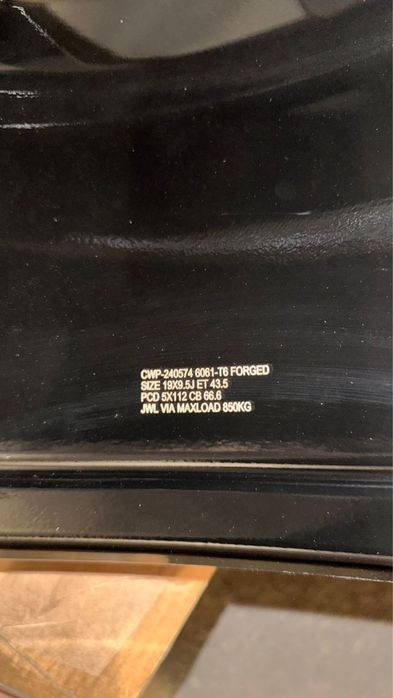 CWP-240574 6061-T6 FORGED
SIZE 19X9.5J ET 43.5
PCD 5X112 CB 66.6
JWL VIA MAXLOAD 850KG